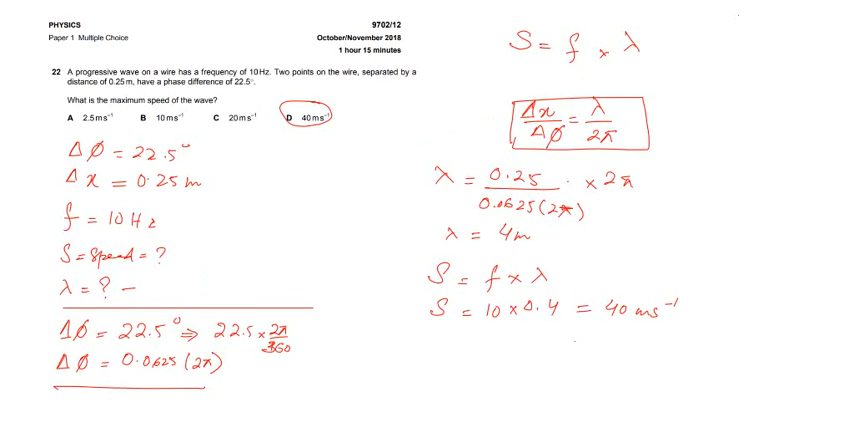 PHYSICS 9702/12
Paper 1 Multiple Choice October/November 2018
1 hour 15 minutes
22 A progressive wave on a wire has a frequency of 10 Hz. Two points on the wire, separated by a
distance of 0.25 m, have a phase difference of 22.5°.
What is the maximum speed of the wave?
A 2.5 m s⁻¹ B 10 m s⁻¹ C 20 m s⁻¹ D 40 m s⁻¹
Δø = 22.5°
Δx = 0.25 m
f = 10 Hz
S = Speed = ?
λ = ? –
Δø = 22.5° ⇒ 22.5 × 2π/360
Δø = 0.0625 (2π)
S = f × λ
Δx/Δø = λ/2π
λ = 0.25/0.0625(2π) · × 2π
λ = 4m
S = f × λ
S = 10 × 0.4 = 40 ms⁻¹